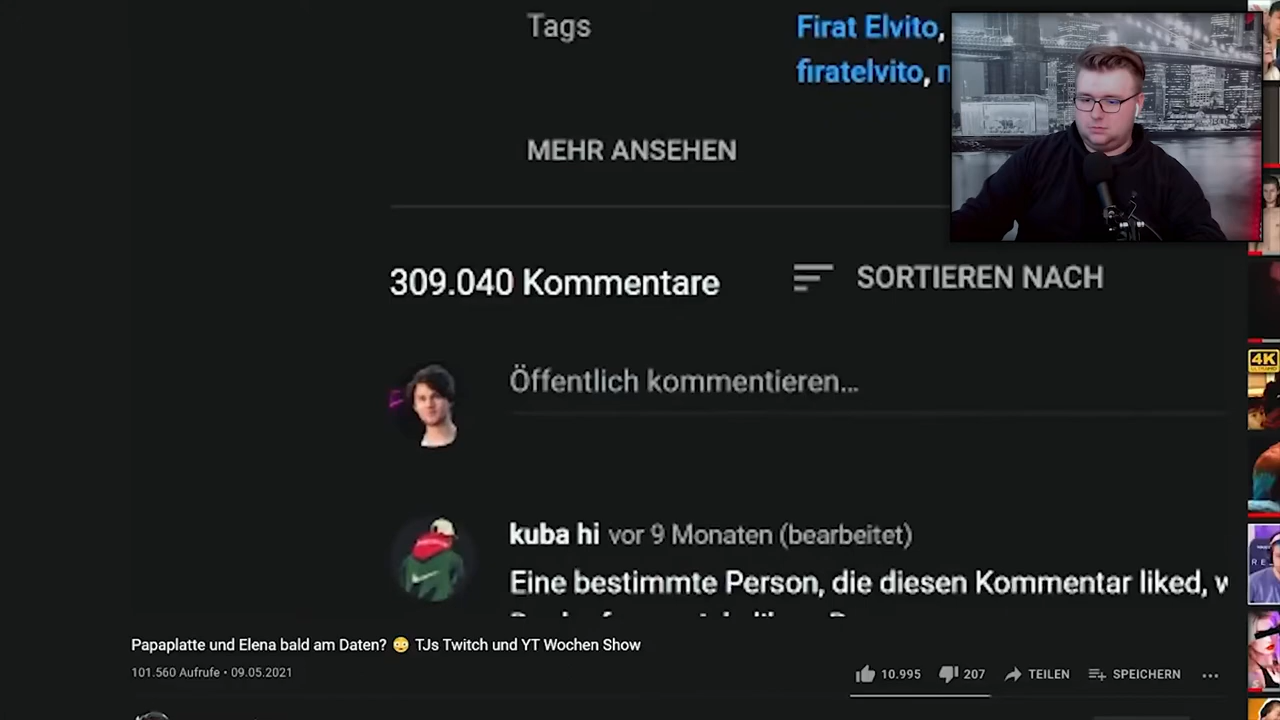 Tags
Firat Elvito,
firatelvito,
MEHR ANSEHEN
309.040 Kommentare
SORTIEREN NACH
Öffentlich kommentieren...
kuba hi vor 9 Monaten (bearbeitet)
Eine bestimmte Person, die diesen Kommentar liked, w
Papaplatte und Elena bald am Daten? 😳 TJs Twitch und YT Wochen Show
101.560 Aufrufe • 09.05.2021
10.995
207
TEILEN
SPEICHERN
4K